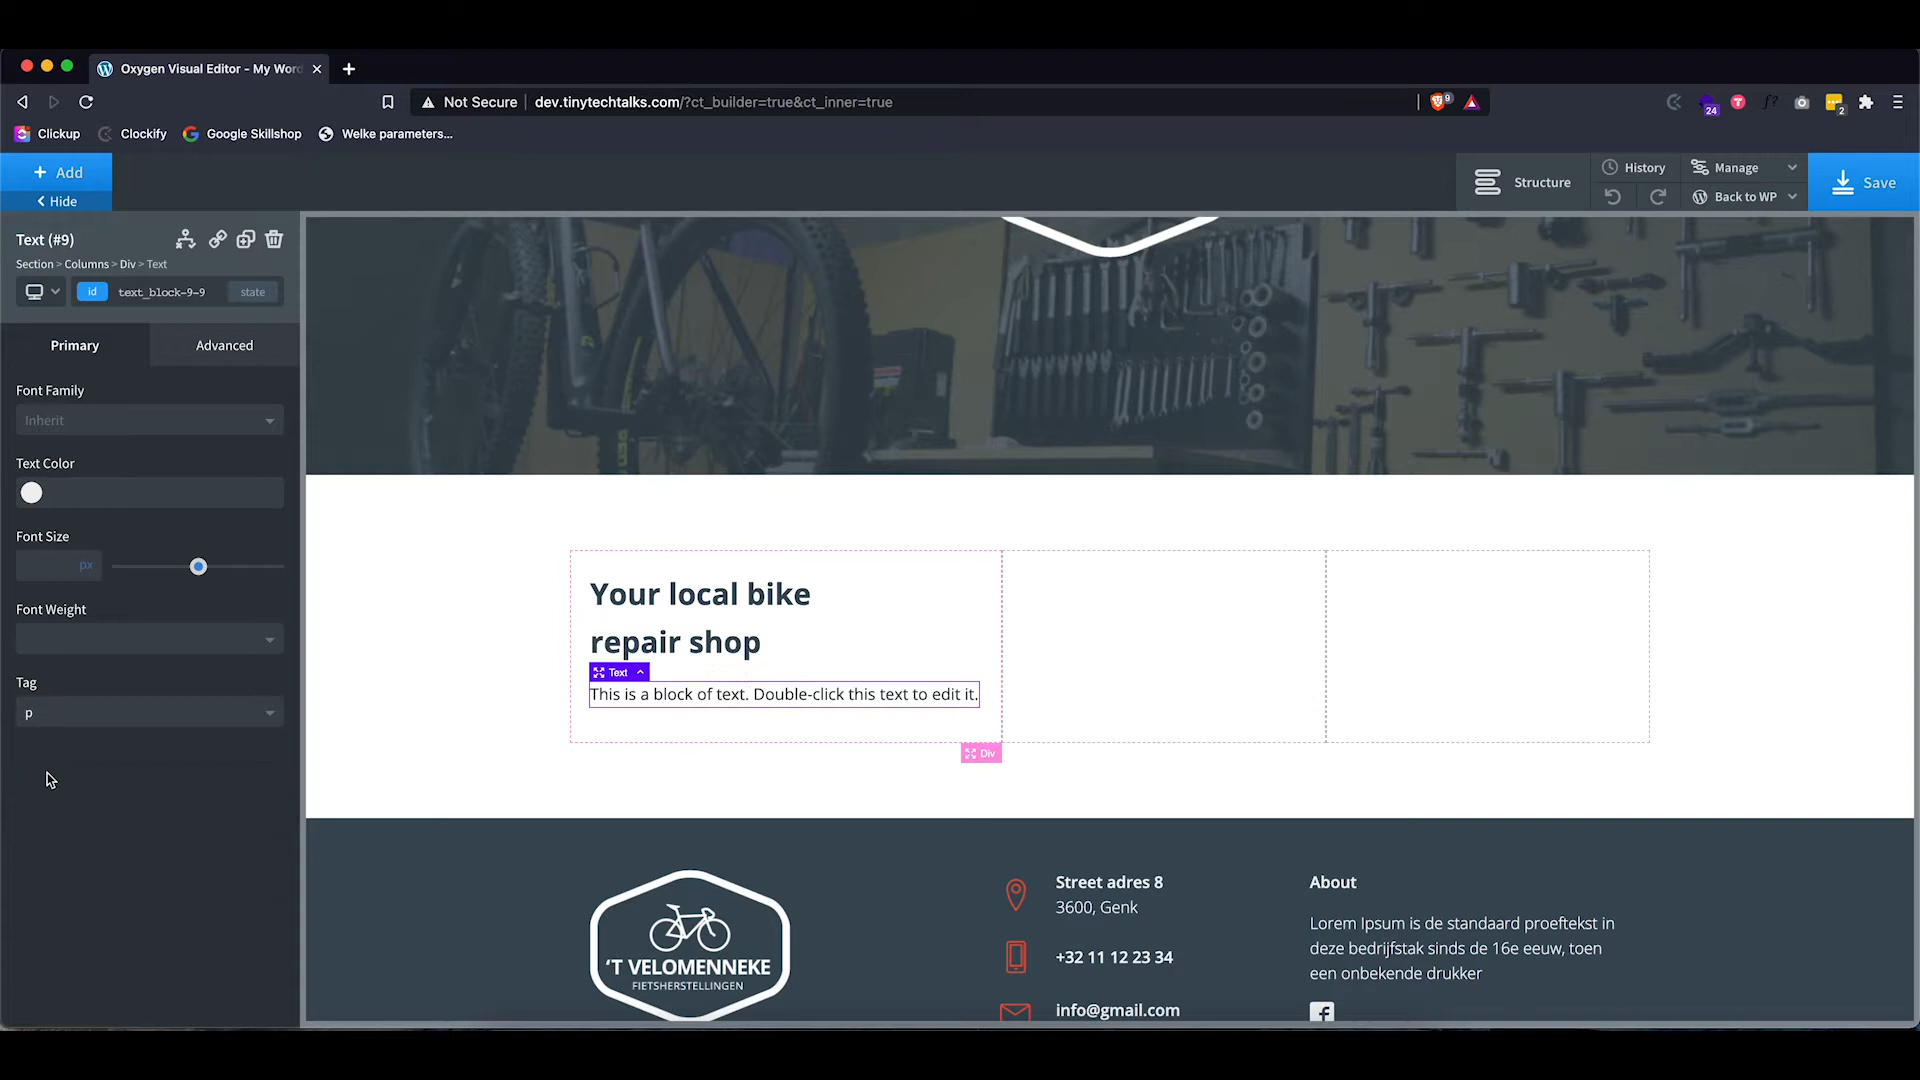 Oxygen Visual Editor - My Word
Not Secure
dev.tinytechtalks.com/?ct_builder=true&ct_inner=true
9
24
f?
2
Clickup
Clockify
Google Skillshop
Welke parameters...
+ Add
Hide
Structure
History
Manage
Back to WP
Save
Text (#9)
Section > Columns > Div > Text
id
text_block-9-9
state
Primary
Advanced
Font Family
Inherit
Text Color
Font Size
px
Font Weight
Tag
p
Your local bike
repair shop
Text
This is a block of text. Double-click this text to edit it.
Div
'T VELOMENNEKE
FIETSHERSTELLINGEN
Street adres 8
3600, Genk
+32 11 12 23 34
info@gmail.com
About
Lorem Ipsum is de standaard proeftekst in
deze bedrijfstak sinds de 16e eeuw, toen
een onbekende drukker